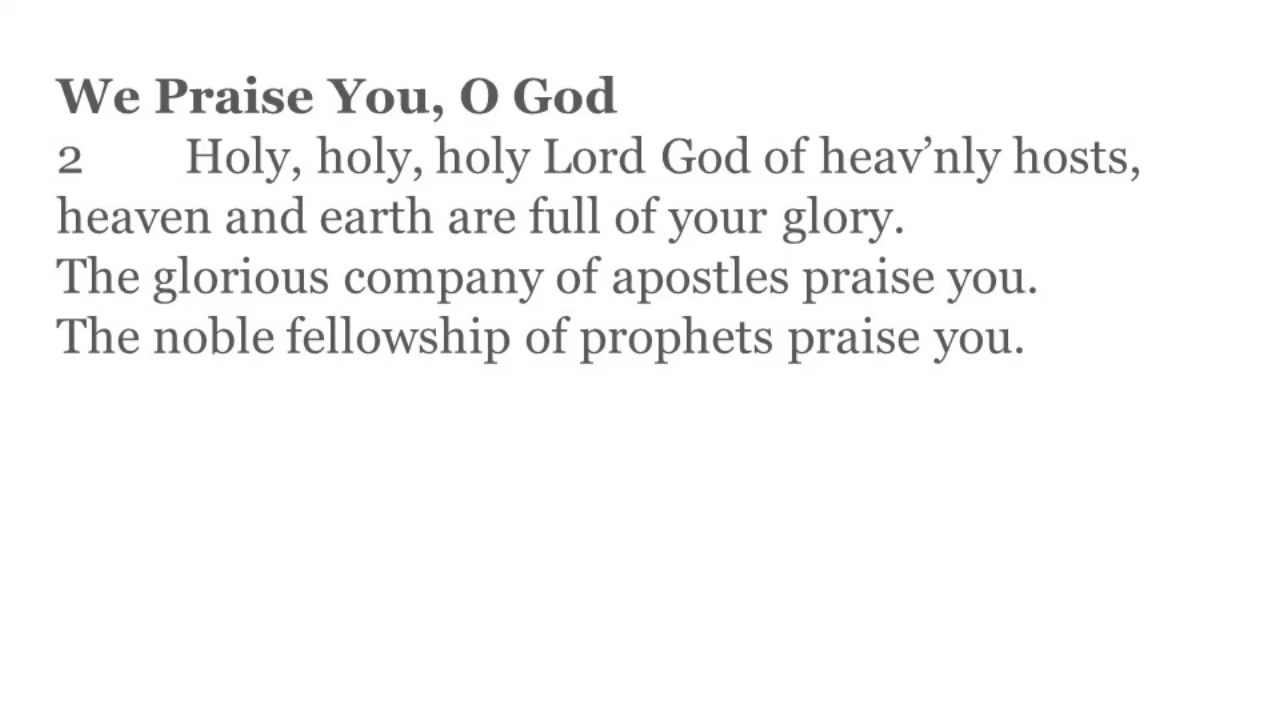 We Praise You, O God
2 Holy, holy, holy Lord God of heav’nly hosts,
heaven and earth are full of your glory.
The glorious company of apostles praise you.
The noble fellowship of prophets praise you.